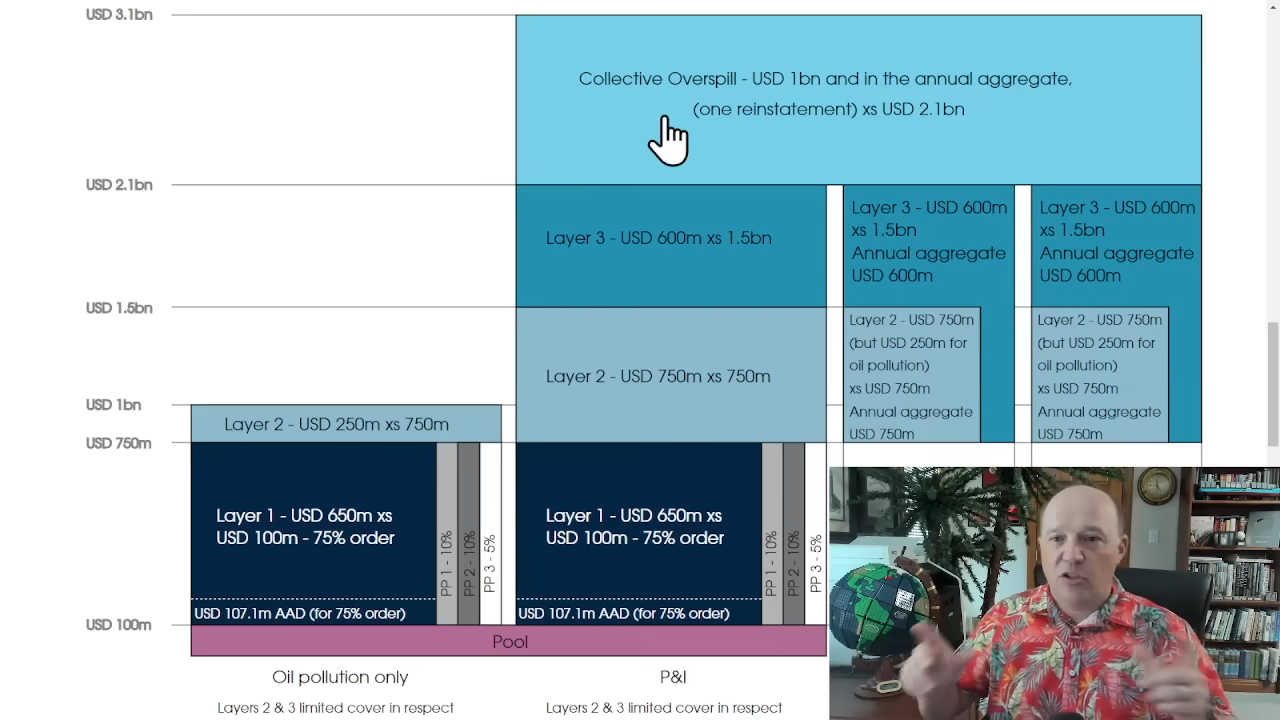 USD 3.1bn
Collective Overspill - USD 1bn and in the annual aggregate,
(one reinstatement) xs USD 2.1bn
USD 2.1bn
Layer 3 - USD 600m xs 1.5bn
Layer 3 - USD 600m
xs 1.5bn
Annual aggregate
USD 600m
Layer 3 - USD 600m
xs 1.5bn
Annual aggregate
USD 600m
USD 1.5bn
Layer 2 - USD 750m xs 750m
Layer 2 - USD 750m
(but USD 250m for
oil pollution)
xs USD 750m
Annual aggregate
USD 750m
Layer 2 - USD 750m
(but USD 250m for
oil pollution)
xs USD 750m
Annual aggregate
USD 750m
USD 1bn
Layer 2 - USD 250m xs 750m
USD 750m
Layer 1 - USD 650m xs
USD 100m - 75% order
PP 1 - 10%
PP 2 - 10%
PP 3 - 5%
Layer 1 - USD 650m xs
USD 100m - 75% order
PP 1 - 10%
PP 2 - 10%
PP 3 - 5%
USD 107.1m AAD (for 75% order)
USD 107.1m AAD (for 75% order)
USD 100m
Pool
Oil pollution only
P&I
Layers 2 & 3 limited cover in respect
Layers 2 & 3 limited cover in respect